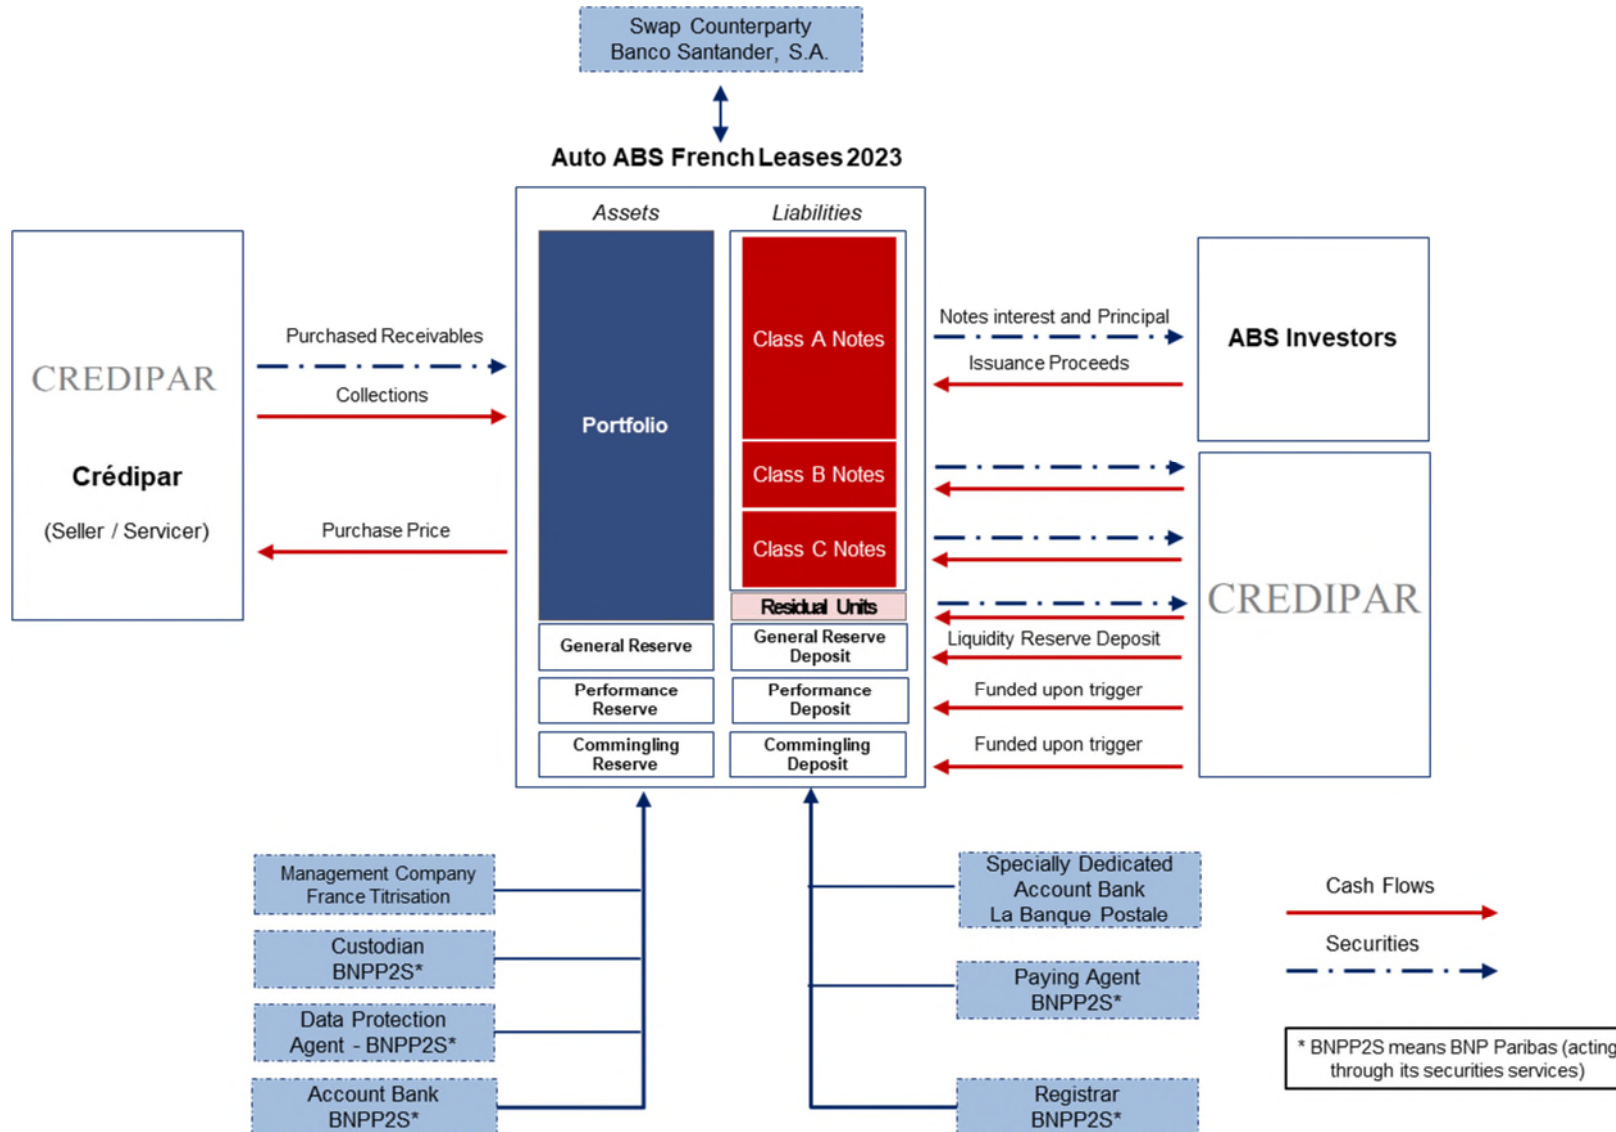 Swap Counterparty
Banco Santander, S.A.
Auto ABS French Leases 2023
Assets
Liabilities
CREDIPAR
Crédipar
(Seller / Servicer)
Purchased Receivables
Collections
Purchase Price
Portfolio
Class A Notes
Class B Notes
Class C Notes
Residual Units
General Reserve
General Reserve
Deposit
Performance
Reserve
Performance
Deposit
Commingling
Reserve
Commingling
Deposit
Notes interest and Principal
Issuance Proceeds
ABS Investors
CREDIPAR
Liquidity Reserve Deposit
Funded upon trigger
Funded upon trigger
Management Company
France Titrisation
Custodian
BNPP2S*
Data Protection
Agent - BNPP2S*
Account Bank
BNPP2S*
Specially Dedicated
Account Bank
La Banque Postale
Paying Agent
BNPP2S*
Registrar
BNPP2S*
Cash Flows
Securities
* BNPP2S means BNP Paribas (acting
through its securities services)